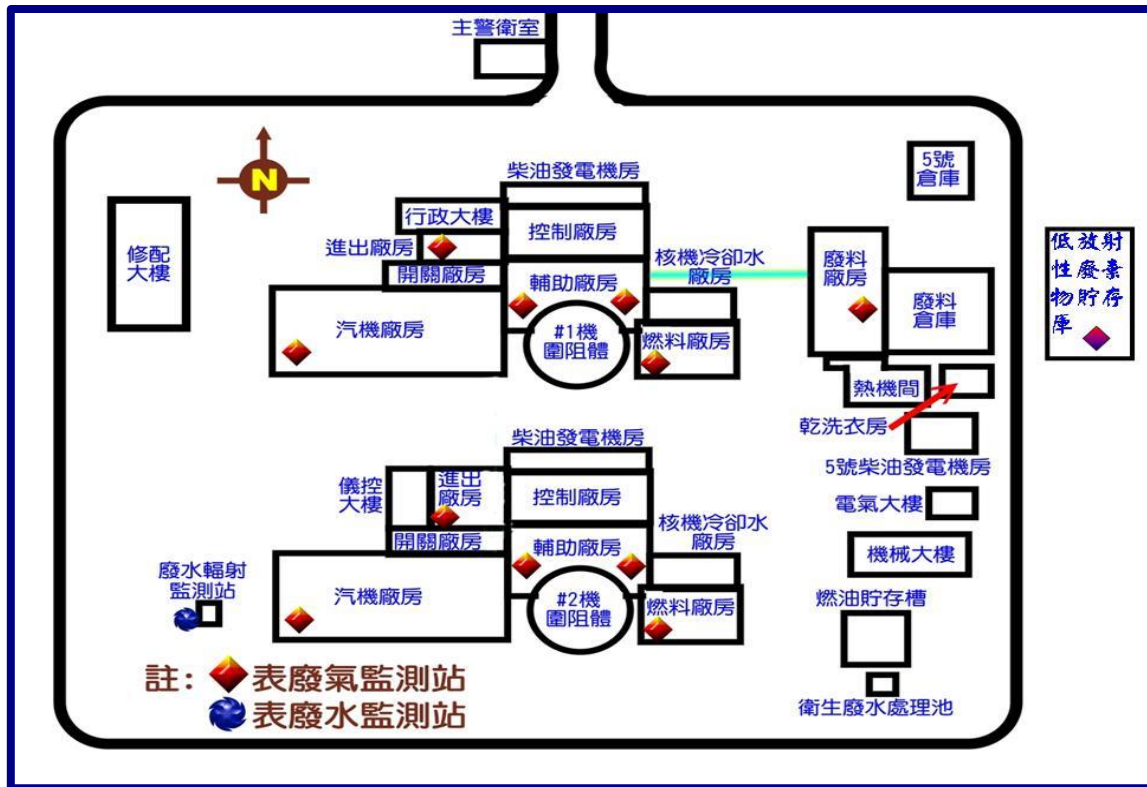 主警衛室
N
5號
倉庫
柴油發電機房
行政大樓
控制廠房
進出廠房
核機冷卻水
廠房
開關廠房
輔助廠房
修配
大樓
汽機廠房
#1機
圍阻體
燃料廠房
廢料
廠房
廢料
倉庫
低放射
性廢棄
物貯存
庫
熱機間
乾洗衣房
5號柴油發電機房
柴油發電機房
儀控
大樓
進出
廠房
控制廠房
電氣大樓
核機冷卻水
廠房
開關廠房
輔助廠房
機械大樓
廢水輻射
監測站
汽機廠房
#2機
圍阻體
燃料廠房
燃油貯存槽
衛生廢水處理池
註:表廢氣監測站
表廢水監測站